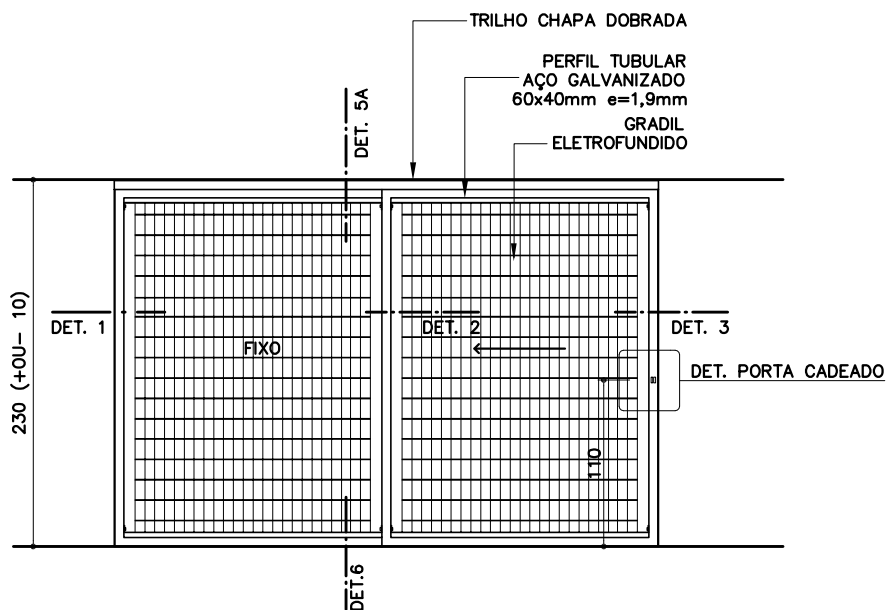 TRILHO CHAPA DOBRADA
PERFIL TUBULAR
AÇO GALVANIZADO
60x40mm e=1,9mm
GRADIL
ELETROFUNDIDO
DET. 5A
230 (+OU- 10)
DET. 1
DET. 2
DET. 3
FIXO
DET. PORTA CADEADO
110
DET.6